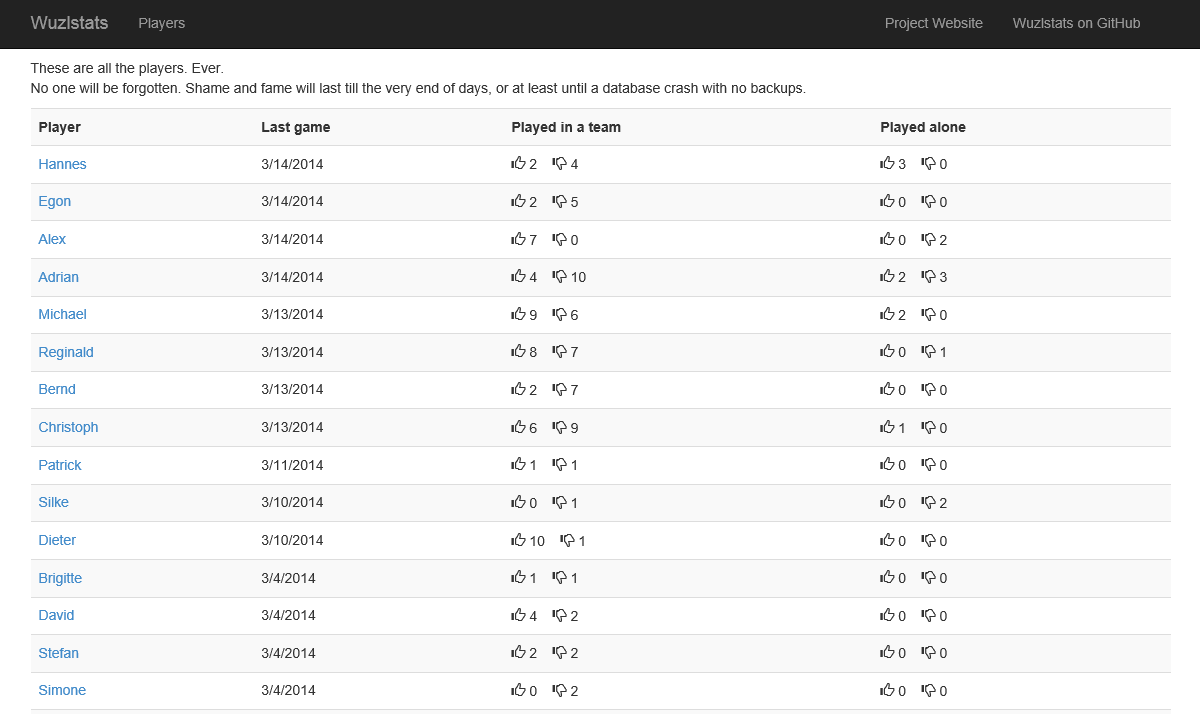 Wuzlstats Players Project Website Wuzlstats on GitHub
These are all the players. Ever.
No one will be forgotten. Shame and fame will last till the very end of days, or at least until a database crash with no backups.
Player Last game Played in a team Played alone
Hannes 3/14/2014 2 4 3 0
Egon 3/14/2014 2 5 0 0
Alex 3/14/2014 7 0 0 2
Adrian 3/14/2014 4 10 2 3
Michael 3/13/2014 9 6 2 0
Reginald 3/13/2014 8 7 0 1
Bernd 3/13/2014 2 7 0 0
Christoph 3/13/2014 6 9 1 0
Patrick 3/11/2014 1 1 0 0
Silke 3/10/2014 0 1 0 2
Dieter 3/10/2014 10 1 0 0
Brigitte 3/4/2014 1 1 0 0
David 3/4/2014 4 2 0 0
Stefan 3/4/2014 2 2 0 0
Simone 3/4/2014 0 2 0 0